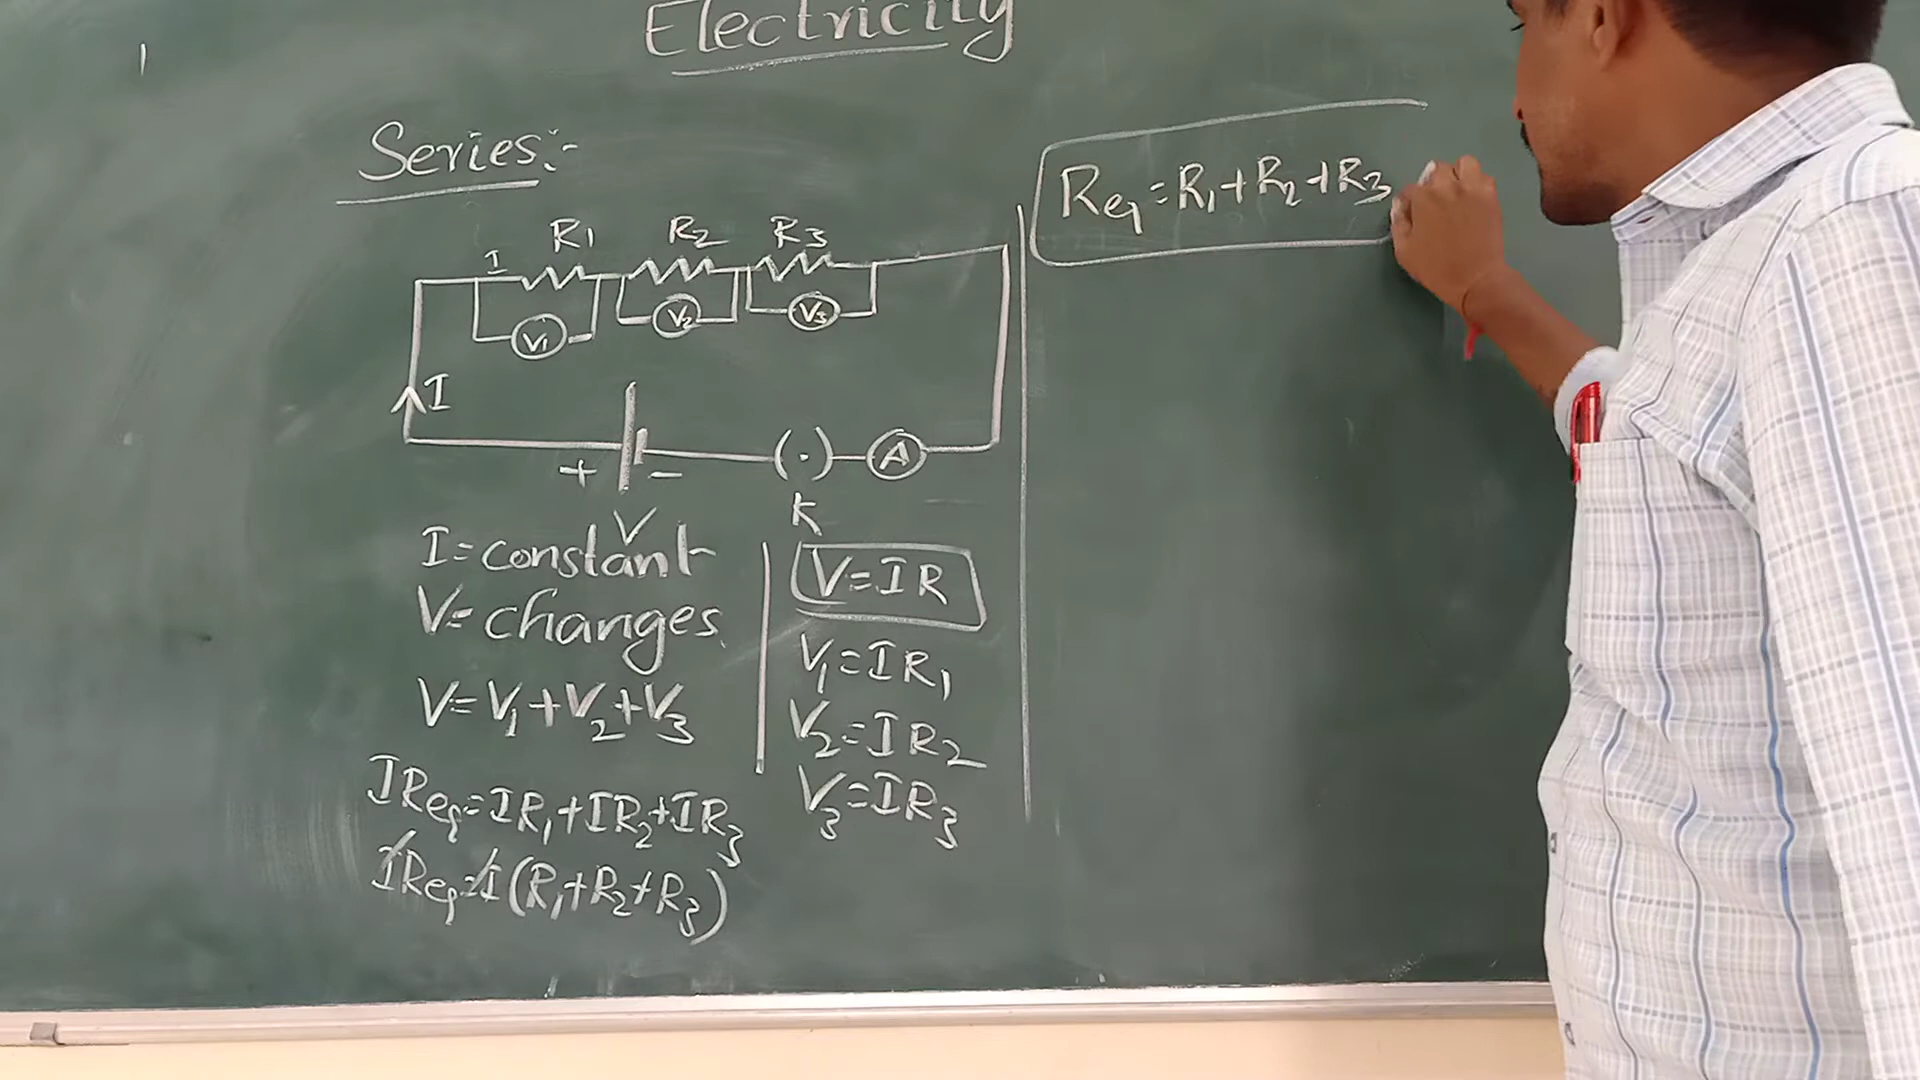 Electricity
Series:-
R1 R2 R3
I
V1 V2 V3
I
+ -
A
V
K
I=constant
V=changes
V=V1+V2+V3
IReq=IR1+IR2+IR3
IReq=I(R1+R2+R3)
V=IR
V1=IR1
V2=IR2
V3=IR3
Req=R1+R2+R3